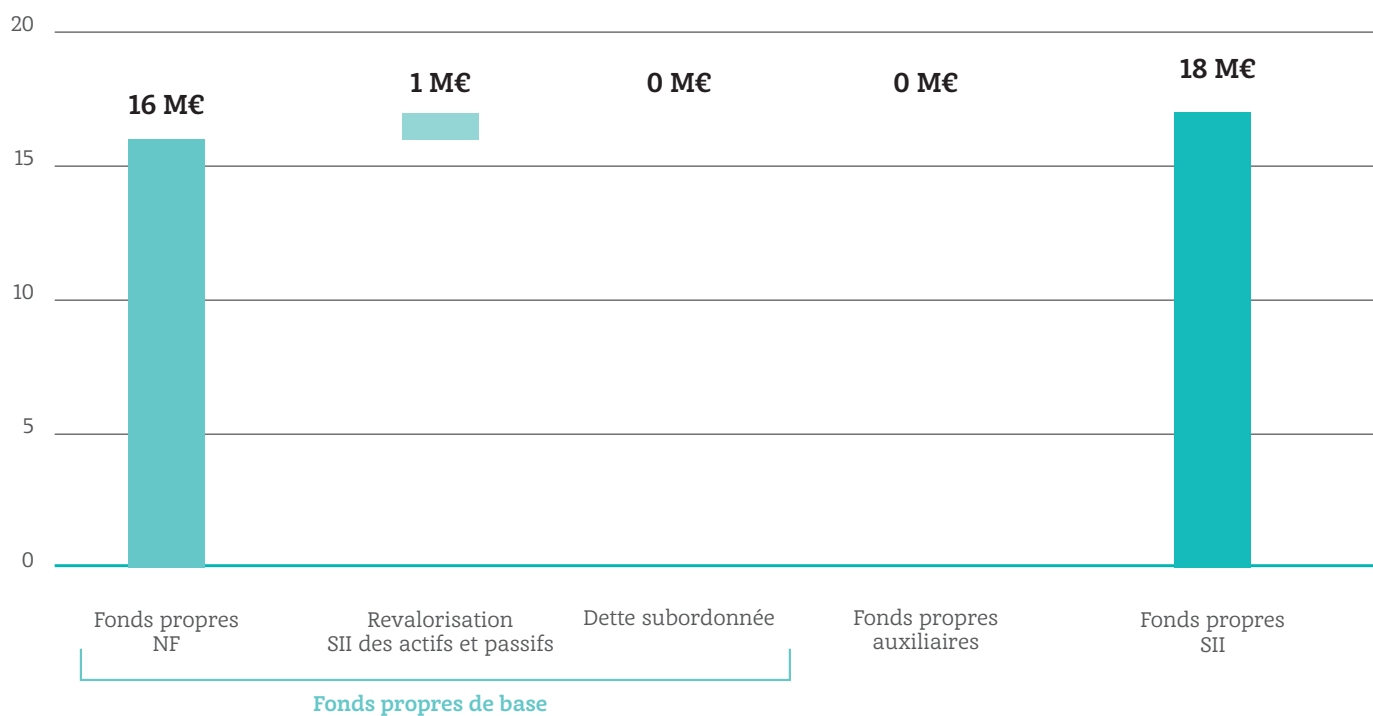 20
15
10
5
0
16 M€
1 M€
0 M€
0 M€
18 M€
Fonds propres
NF
Revalorisation
SII des actifs et passifs
Dette subordonnée
Fonds propres
auxiliaires
Fonds propres
SII
Fonds propres de base